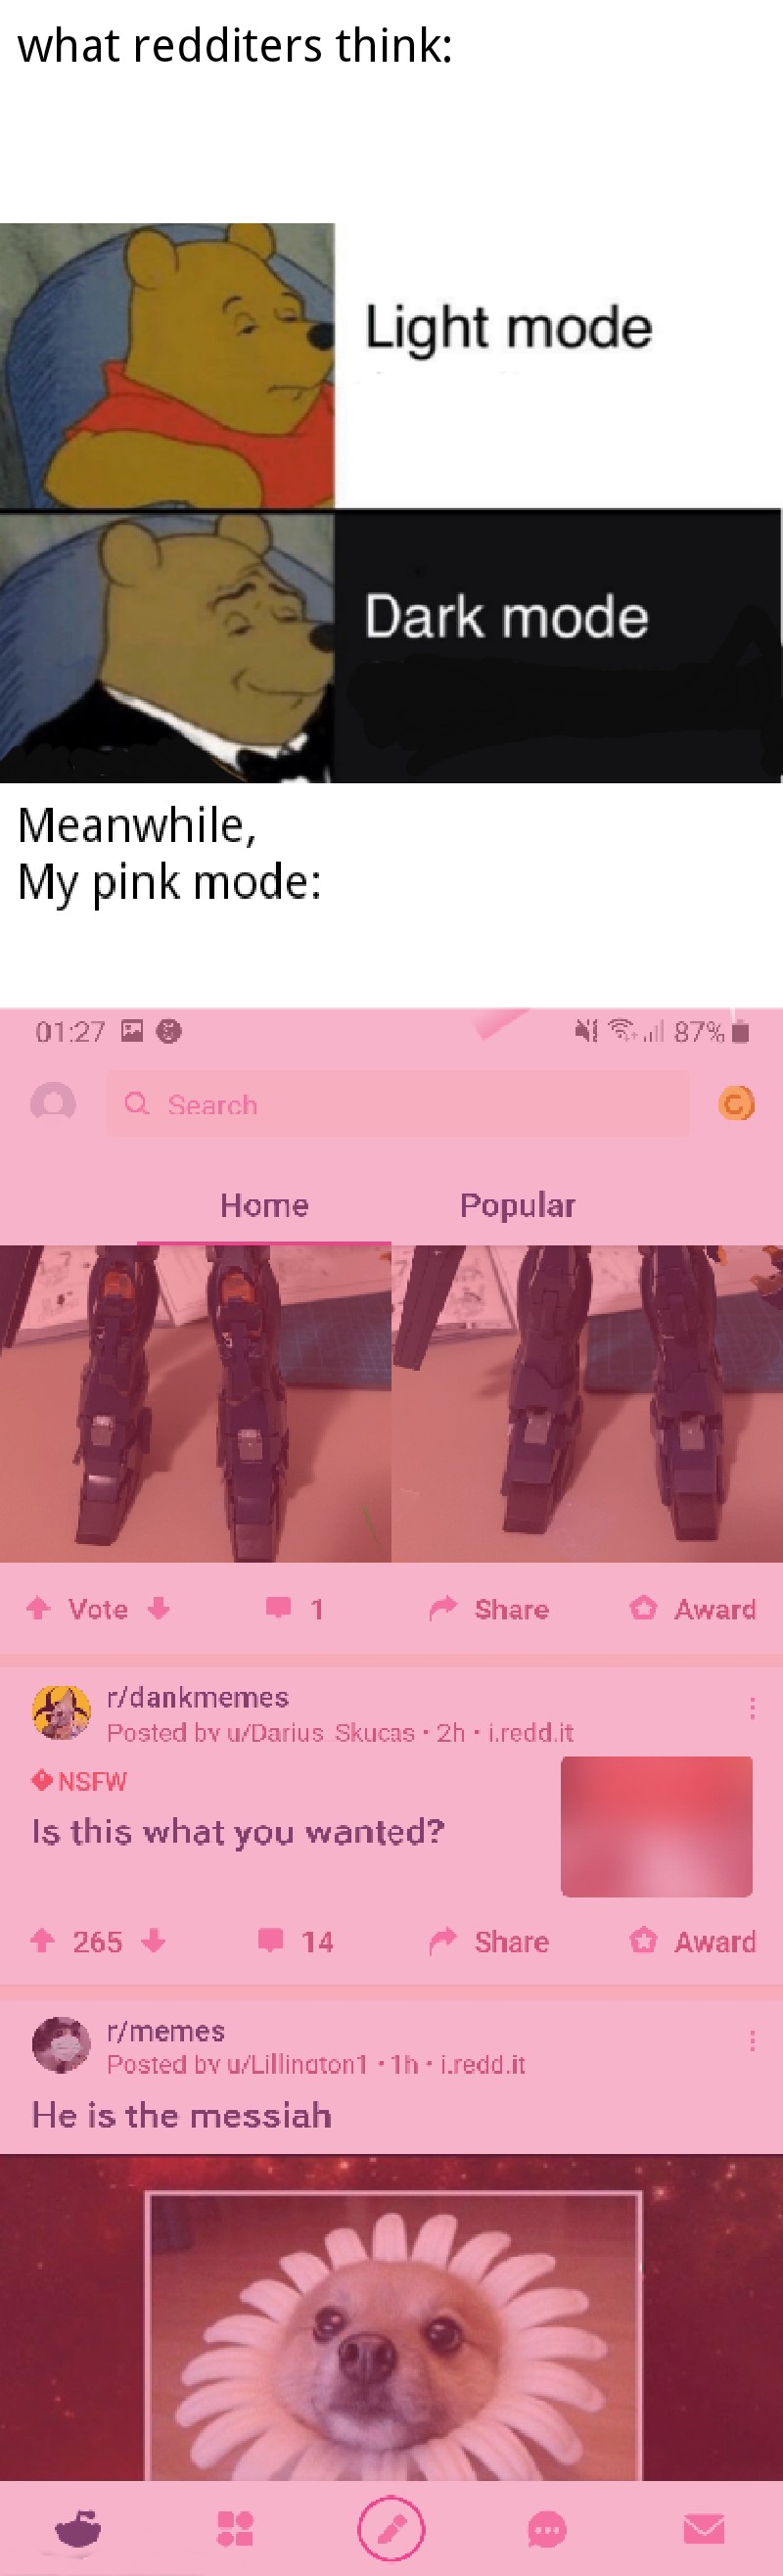 what redditers think:
Light mode
Dark mode
Meanwhile,
My pink mode:
01:27 87%
Search
Home Popular
Vote 1 Share Award
r/dankmemes
Posted by u/Darius_Skucas • 2h • i.redd.it
NSFW
Is this what you wanted?
265 14 Share Award
r/memes
Posted by u/Lillington1 • 1h • i.redd.it
He is the messiah